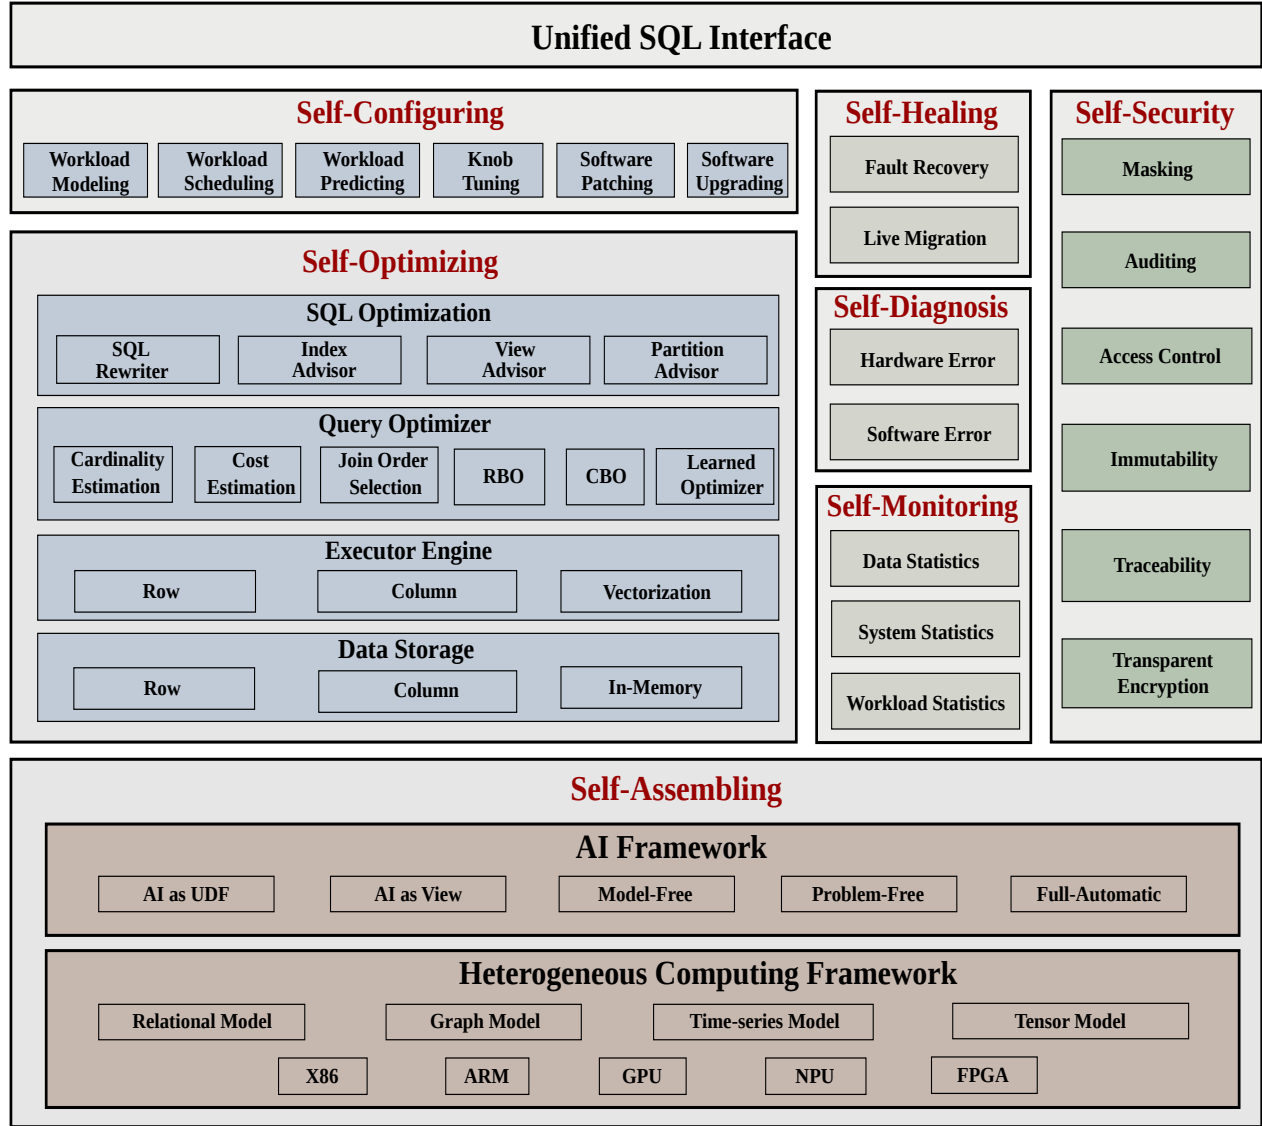 Unified SQL Interface
Self-Configuring
Workload
Modeling
Workload
Scheduling
Workload
Predicting
Knob
Tuning
Software
Patching
Software
Upgrading
Self-Optimizing
SQL Optimization
SQL
Rewriter
Index
Advisor
View
Advisor
Partition
Advisor
Query Optimizer
Cardinality
Estimation
Cost
Estimation
Join Order
Selection
RBO
CBO
Learned
Optimizer
Executor Engine
Row
Column
Vectorization
Data Storage
Row
Column
In-Memory
Self-Healing
Fault Recovery
Live Migration
Self-Diagnosis
Hardware Error
Software Error
Self-Monitoring
Data Statistics
System Statistics
Workload Statistics
Self-Security
Masking
Auditing
Access Control
Immutability
Traceability
Transparent
Encryption
Self-Assembling
AI Framework
AI as UDF
AI as View
Model-Free
Problem-Free
Full-Automatic
Heterogeneous Computing Framework
Relational Model
Graph Model
Time-series Model
Tensor Model
X86
ARM
GPU
NPU
FPGA